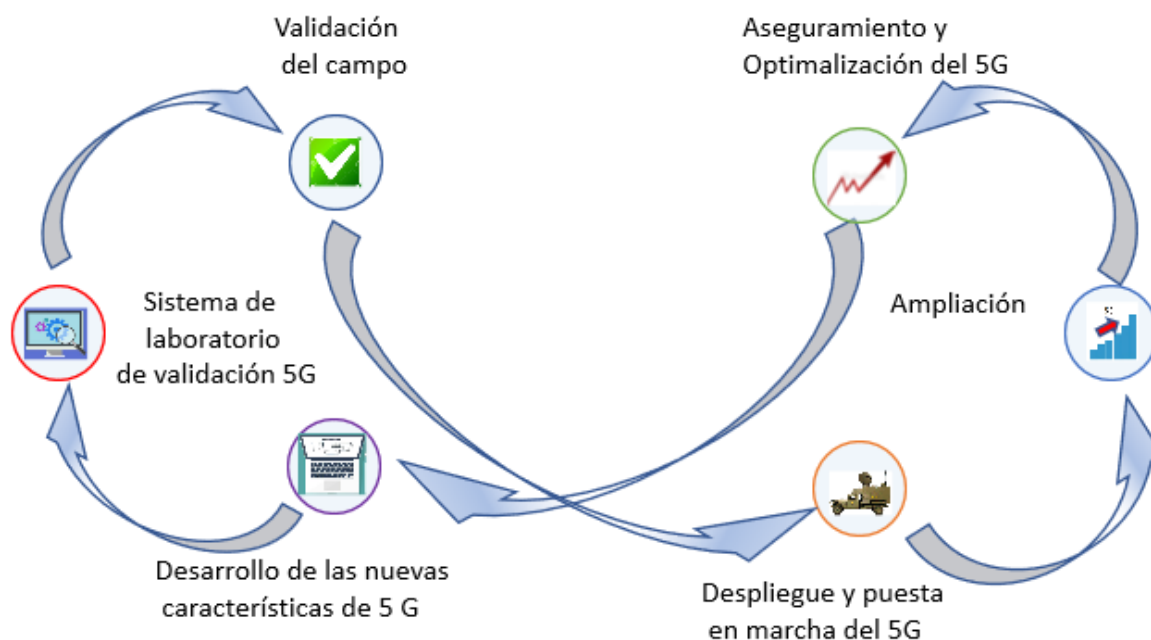 Validación
del campo
Aseguramiento y
Optimalización del 5G
Sistema de
laboratorio
de validación 5G
Ampliación
Desarrollo de las nuevas
características de 5 G
Despliegue y puesta
en marcha del 5G